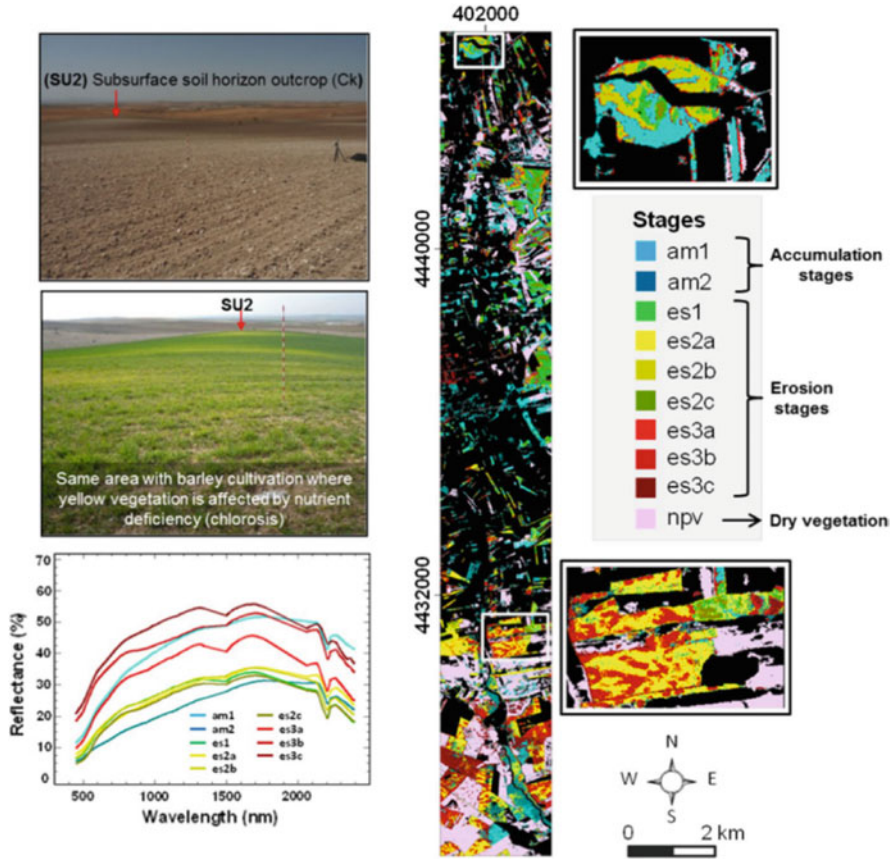 (SU2) Subsurface soil horizon outcrop (Ck)
SU2
Same area with barley cultivation where
yellow vegetation is affected by nutrient
deficiency (chlorosis)
Reflectance (%)
70
60
50
40
30
20
10
0
am1
am2
es1
es2a
es2b
es2c
es3a
es3b
es3c
500
1000
1500
2000
Wavelength (nm)
402000
4440000
4432000
Stages
am1
am2
es1
es2a
es2b
es2c
es3a
es3b
es3c
npv
Accumulation
stages
Erosion
stages
Dry vegetation
N
W
E
S
0
2 km